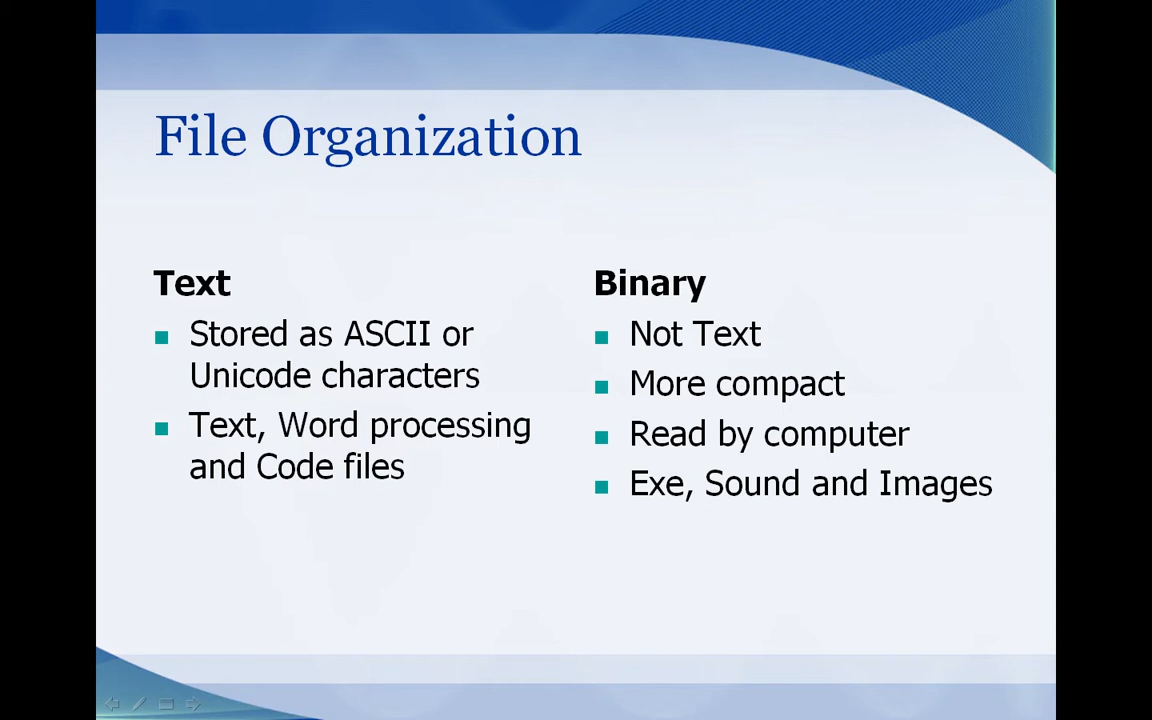 File Organization
Text
Stored as ASCII or
Unicode characters
Text, Word processing
and Code files
Binary
Not Text
More compact
Read by computer
Exe, Sound and Images